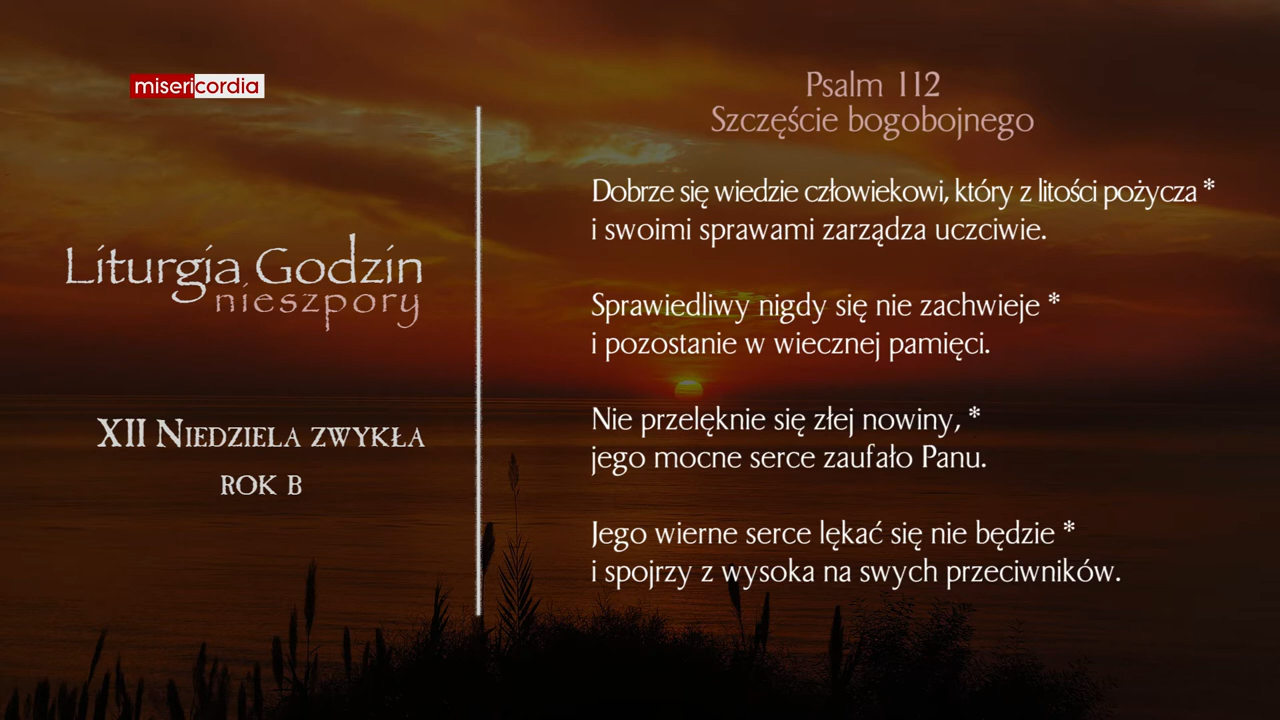 misericordia
Liturgia Godzin
nieszpory
XII Niedziela zwykła
rok B
Psalm 112
Szczęście bogobojnego
Dobrze się wiedzie człowiekowi, który z litości pożycza *
i swoimi sprawami zarządza uczciwie.
Sprawiedliwy nigdy się nie zachwieje *
i pozostanie w wiecznej pamięci.
Nie przelęknie się złej nowiny, *
jego mocne serce zaufało Panu.
Jego wierne serce lękać się nie będzie *
i spojrzy z wysoka na swych przeciwników.